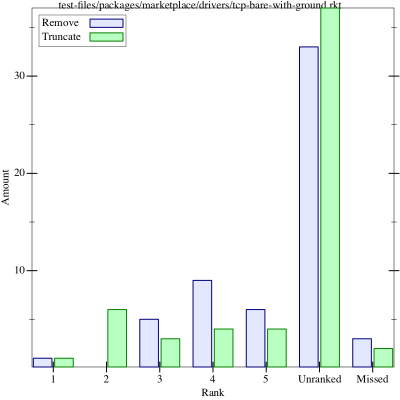 test-files/packages/marketplace/drivers/tcp-bare-with-ground.rkt
Remove
Truncate
30
20
10
Amount
1 2 3 4 5 Unranked Missed
Rank